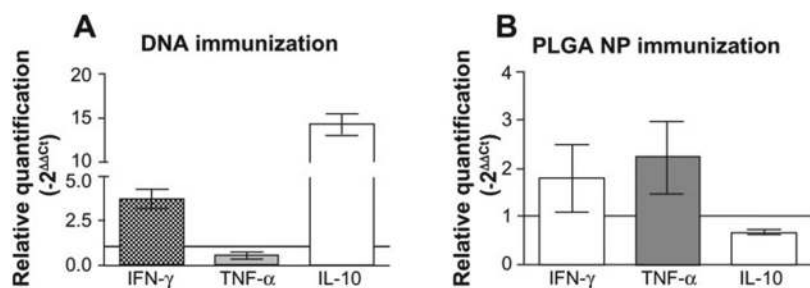 A
DNA immunization
Relative quantification
(-2ΔΔCt)
20
15
10
5.0
2.5
0.0
IFN-γ
TNF-α
IL-10
B
PLGA NP immunization
Relative quantification
(-2ΔΔCt)
4
3
2
1
0
IFN-γ
TNF-α
IL-10